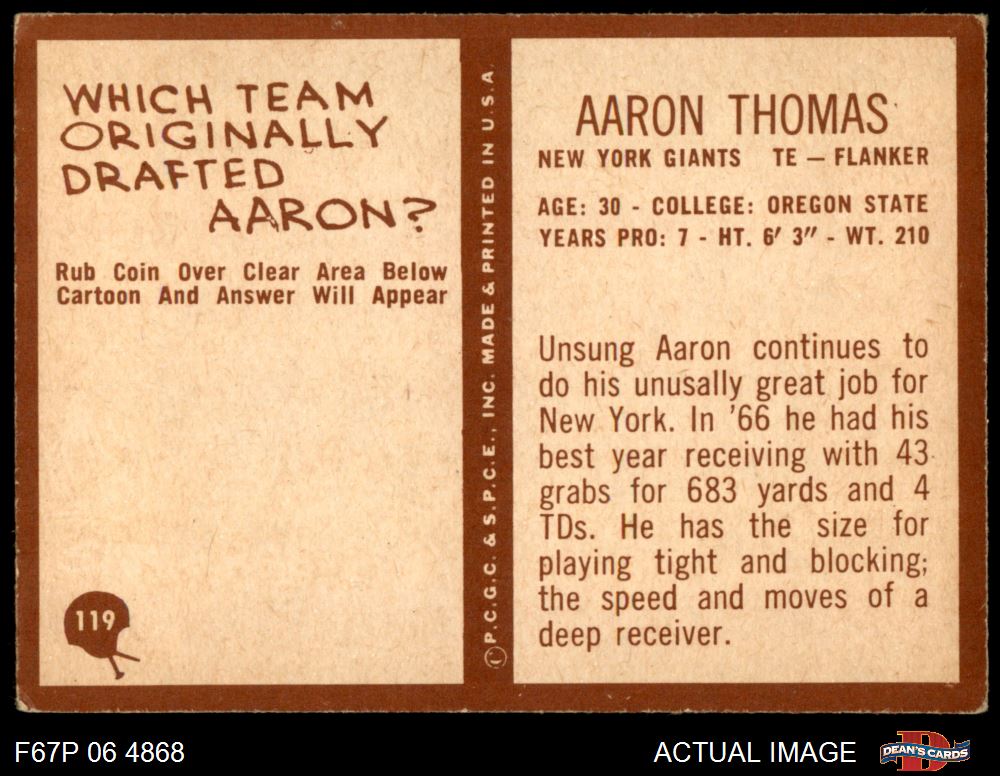 WHICH TEAM
ORIGINALLY
DRAFTED
AARON?
Rub Coin Over Clear Area Below
Cartoon And Answer Will Appear
119
© P.C.G.C. & S.P.C.E., INC. MADE & PRINTED IN U.S.A.
AARON THOMAS
NEW YORK GIANTS TE — FLANKER
AGE: 30 - COLLEGE: OREGON STATE
YEARS PRO: 7 - HT. 6' 3" - WT. 210
Unsung Aaron continues to
do his unusally great job for
New York. In '66 he had his
best year receiving with 43
grabs for 683 yards and 4
TDs. He has the size for
playing tight and blocking;
the speed and moves of a
deep receiver.
F67P 06 4868
ACTUAL IMAGE
D
DEAN'S CARDS